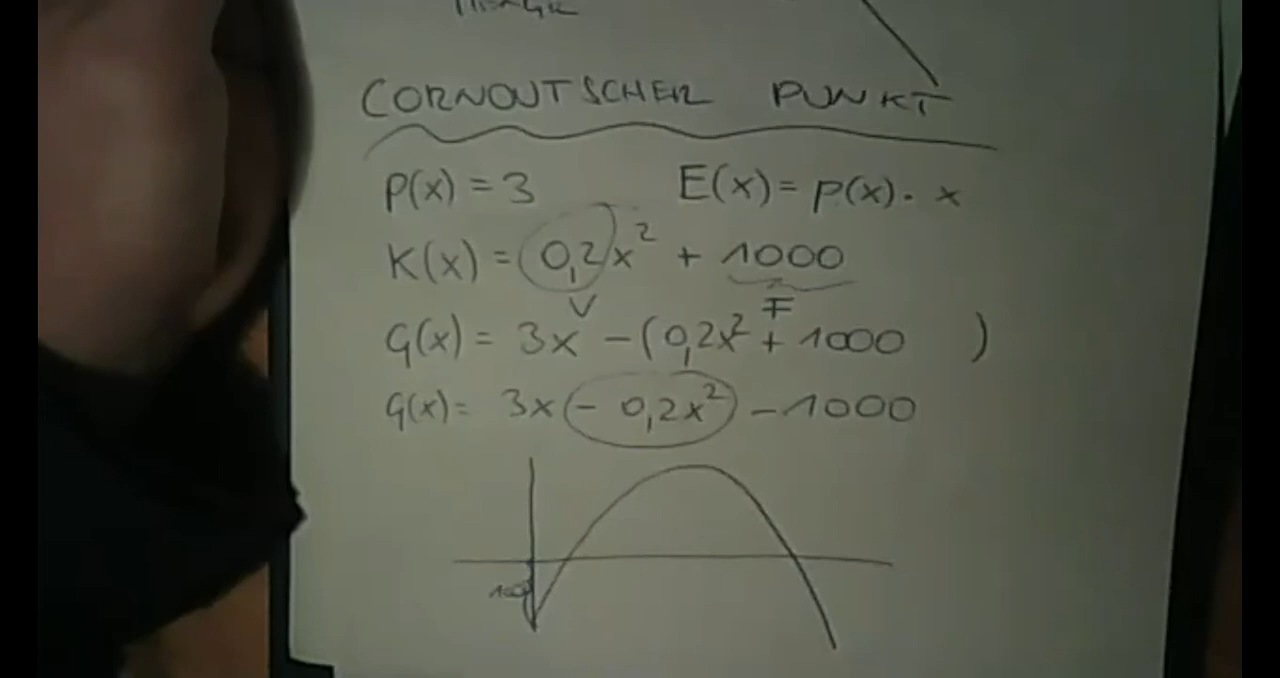 CORNOUTSCHER PUNKT
P(x) = 3 E(x) = p(x) · x
K(x) = 0,2x² + 1000
V F
G(x) = 3x - (0,2x² + 1000 )
G(x) = 3x - 0,2x² - 1000